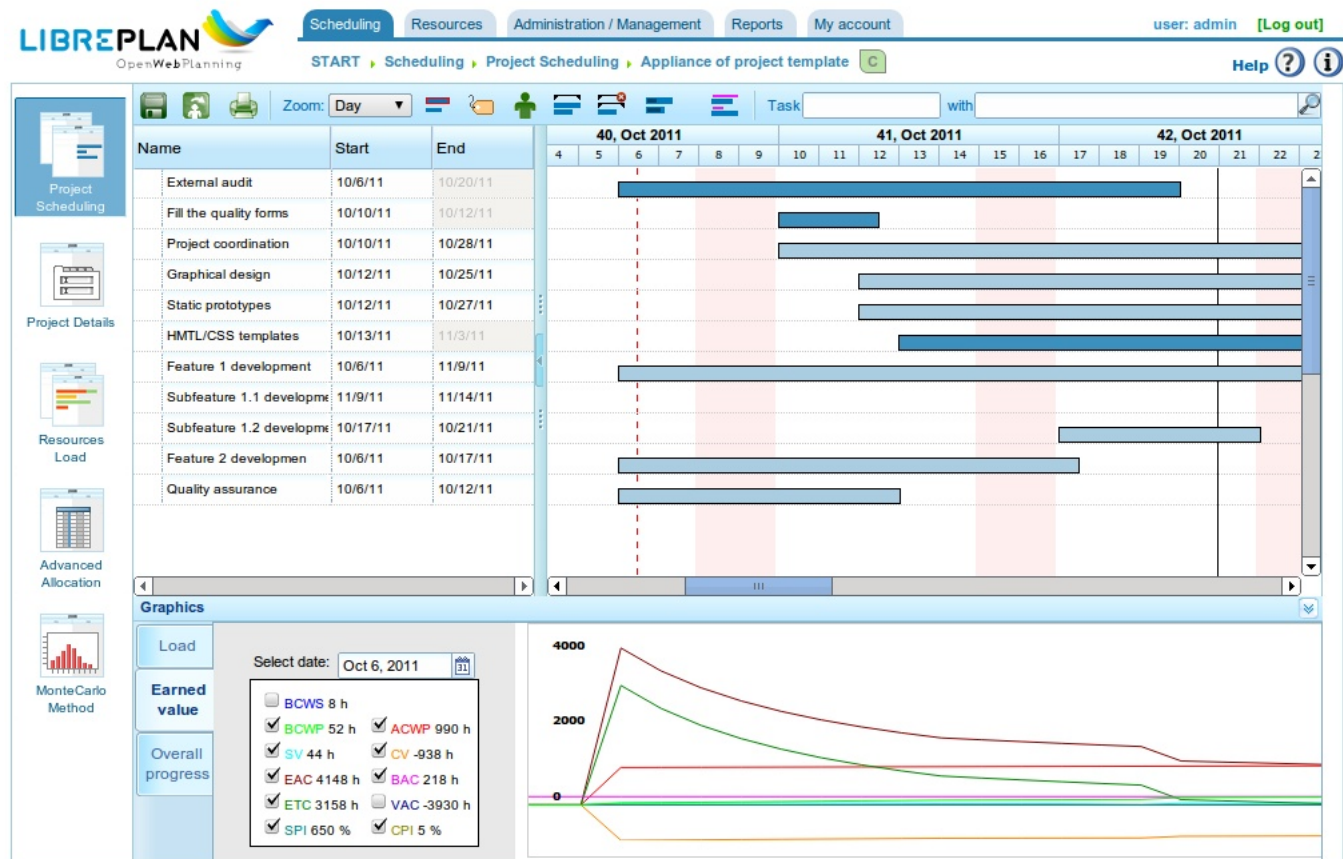 LIBREPLAN
OpenWebPlanning
Scheduling Resources Administration / Management Reports My account
user: admin [Log out]
START Scheduling Project Scheduling Appliance of project template C
Help ? i
Project Scheduling
Project Details
Resources Load
Advanced Allocation
MonteCarlo Method
Zoom: Day
Task with
Name Start End
40, Oct 2011 41, Oct 2011 42, Oct 2011
4 5 6 7 8 9 10 11 12 13 14 15 16 17 18 19 20 21 22 2
External audit 10/6/11 10/20/11
Fill the quality forms 10/10/11 10/12/11
Project coordination 10/10/11 10/28/11
Graphical design 10/12/11 10/25/11
Static prototypes 10/12/11 10/27/11
HMTL/CSS templates 10/13/11 11/3/11
Feature 1 development 10/6/11 11/9/11
Subfeature 1.1 developme 11/9/11 11/14/11
Subfeature 1.2 developme 10/17/11 10/21/11
Feature 2 developmen 10/6/11 10/17/11
Quality assurance 10/6/11 10/12/11
Graphics
Load
Earned value
Overall progress
Select date: Oct 6, 2011 31
BCWS 8 h
BCWP 52 h ACWP 990 h
SV 44 h CV -938 h
EAC 4148 h BAC 218 h
ETC 3158 h VAC -3930 h
SPI 650 % CPI 5 %
4000
2000
0